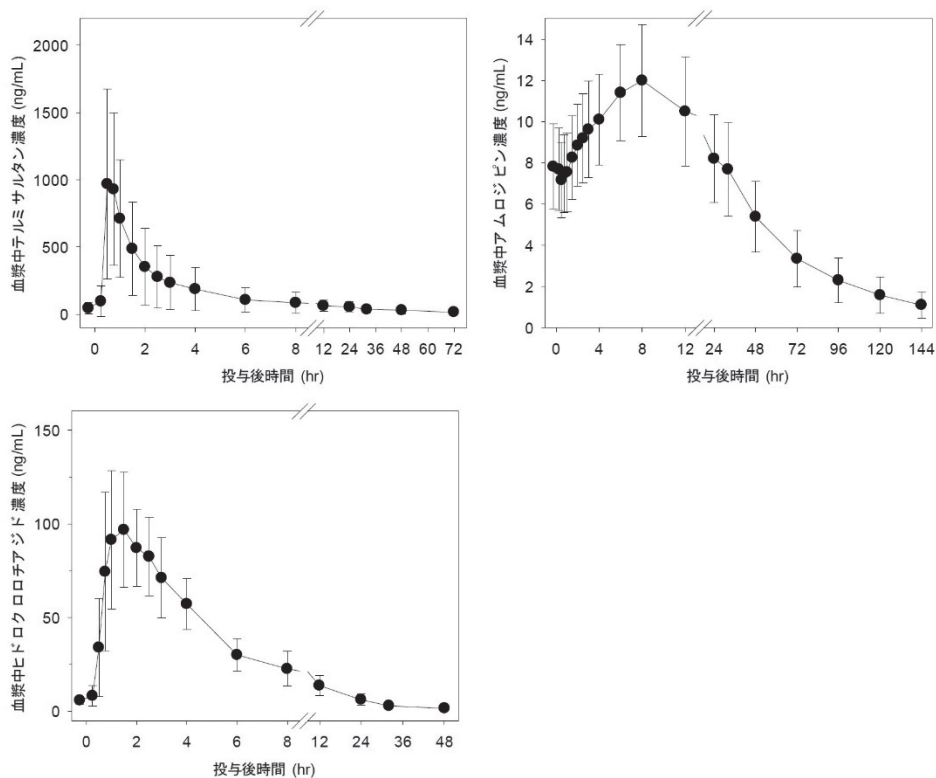 血漿中テルミサルタン濃度 (ng/mL)
2000
1500
1000
500
0
0 2 4 6 8 12 24 36 48 60 72
投与後時間 (hr)
血漿中アムロジピン濃度 (ng/mL)
14
12
10
8
6
4
2
0
0 4 8 12 24 48 72 96 120 144
投与後時間 (hr)
血漿中ヒドロクロロチアジド濃度 (ng/mL)
150
100
50
0
0 2 4 6 8 12 24 36 48
投与後時間 (hr)